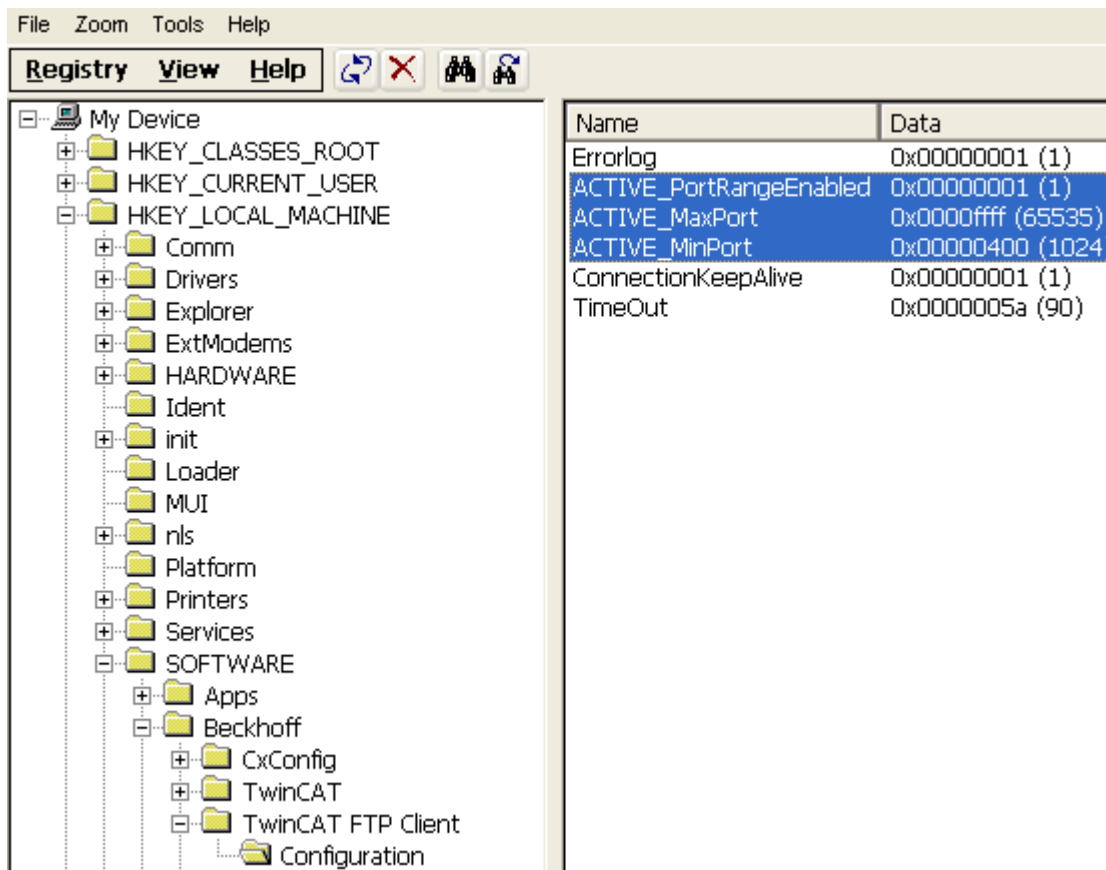 File Zoom Tools Help
Registry View Help
My Device
HKEY_CLASSES_ROOT
HKEY_CURRENT_USER
HKEY_LOCAL_MACHINE
Comm
Drivers
Explorer
ExtModems
HARDWARE
Ident
init
Loader
MUI
nls
Platform
Printers
Services
SOFTWARE
Apps
Beckhoff
CxConfig
TwinCAT
TwinCAT FTP Client
Configuration
Name Data
Errorlog 0x00000001 (1)
ACTIVE_PortRangeEnabled 0x00000001 (1)
ACTIVE_MaxPort 0x0000ffff (65535)
ACTIVE_MinPort 0x00000400 (1024
ConnectionKeepAlive 0x00000001 (1)
TimeOut 0x0000005a (90)